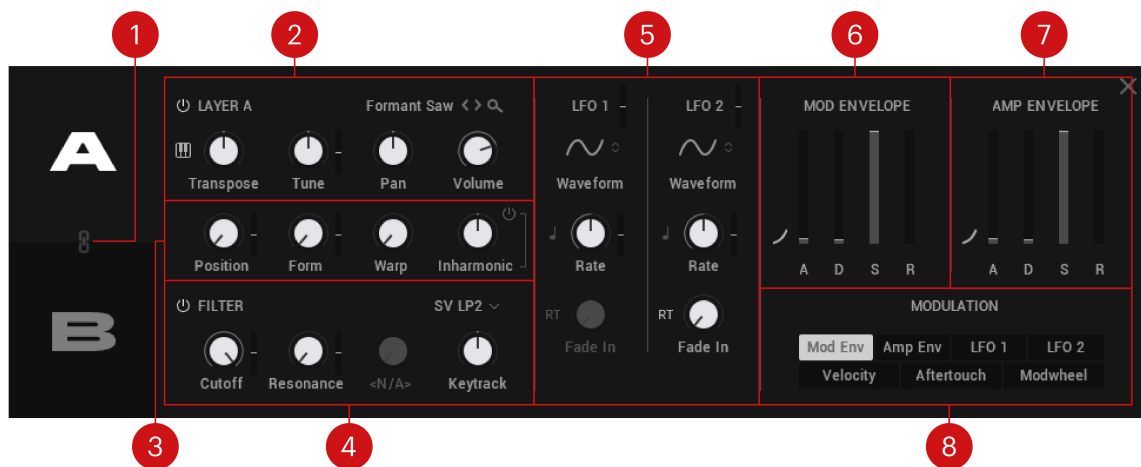 1 2 5 6 7
A
LAYER A Formant Saw
Transpose Tune Pan Volume
Position Form Warp Inharmonic
B
FILTER SV LP2
Cutoff Resonance <N/A> Keytrack
LFO 1 LFO 2
Waveform Waveform
Rate Rate
RT RT
Fade In Fade In
MOD ENVELOPE
A D S R
AMP ENVELOPE
A D S R
MODULATION
Mod Env Amp Env LFO 1 LFO 2
Velocity Aftertouch Modwheel
3 4 8